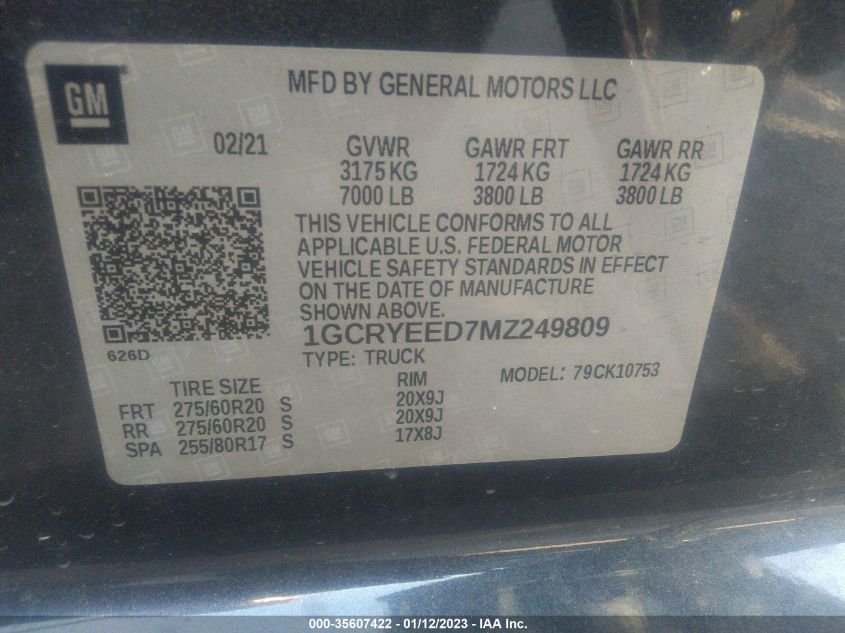 GM
MFD BY GENERAL MOTORS LLC
02/21 GVWR GAWR FRT GAWR RR
3175 KG 1724 KG 1724 KG
7000 LB 3800 LB 3800 LB
THIS VEHICLE CONFORMS TO ALL
APPLICABLE U.S. FEDERAL MOTOR
VEHICLE SAFETY STANDARDS IN EFFECT
ON THE DATE OF MANUFACTURE
SHOWN ABOVE.
626D
1GCRYEED7MZ249809
TYPE: TRUCK
MODEL: 79CK10753
TIRE SIZE RIM
FRT 275/60R20 S 20X9J
RR 275/60R20 S 20X9J
SPA 255/80R17 S 17X8J
000-35607422 - 01/12/2023 - © IAA Inc.